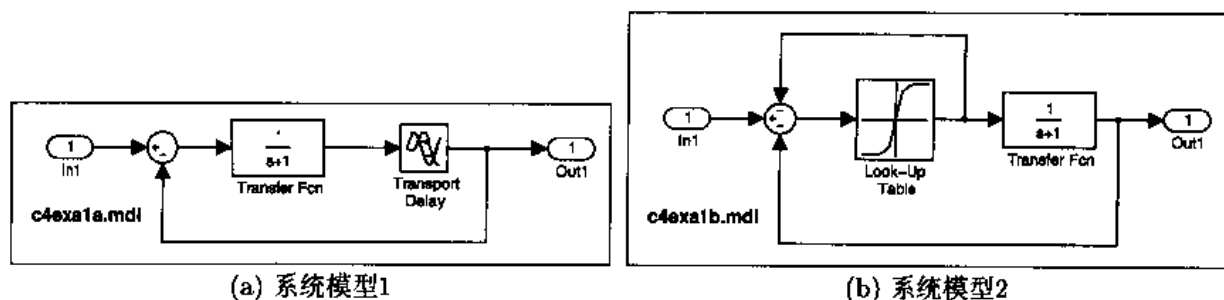 1
In1
s+1
Transfer Fcn
Transport
Delay
1
Out1
c4exa1a.mdl
(a) 系统模型1
1
In1
Look-Up
Table
1
s+1
Transfer Fcn
1
Out1
c4exa1b.mdl
(b) 系统模型2